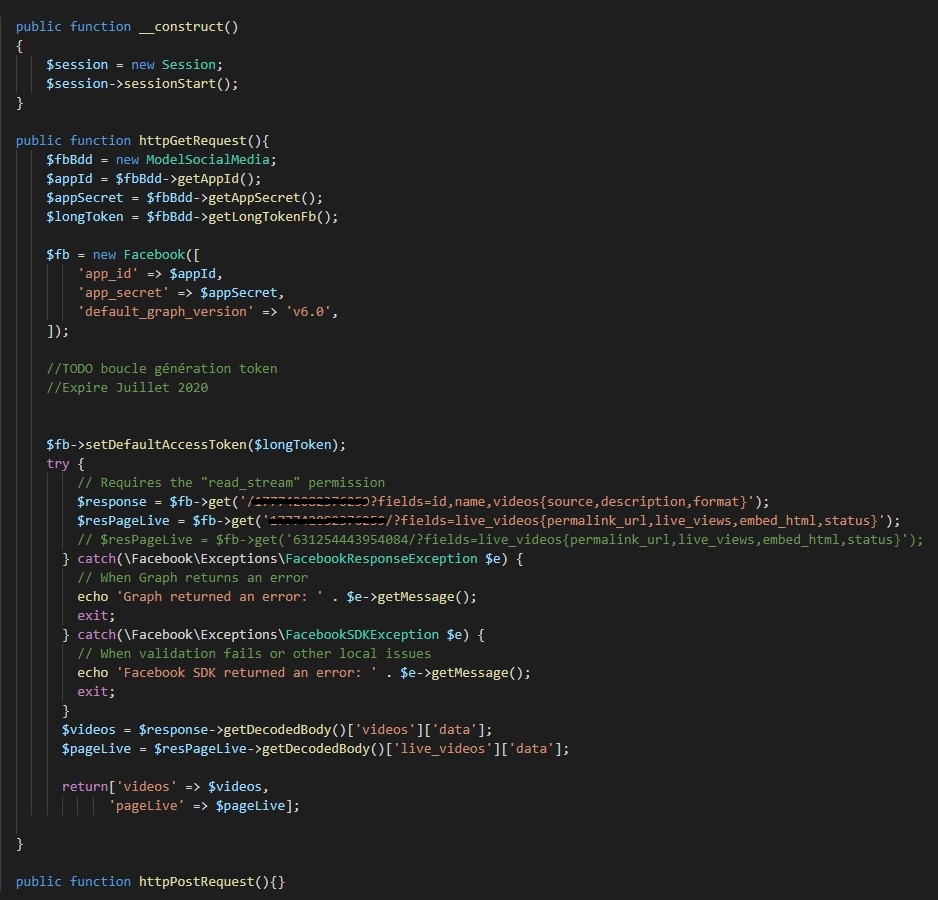 public function __construct()
{
    $session = new Session;
    $session->sessionStart();
}
public function httpGetRequest(){
    $fbBdd = new ModelSocialMedia;
    $appId = $fbBdd->getAppId();
    $appSecret = $fbBdd->getAppSecret();
    $longToken = $fbBdd->getLongTokenFb();
    $fb = new Facebook([
        'app_id' => $appId,
        'app_secret' => $appSecret,
        'default_graph_version' => 'v6.0',
    ]);
    //TODO boucle génération token
    //Expire Juillet 2020
    $fb->setDefaultAccessToken($longToken);
    try {
        // Requires the "read_stream" permission
        $response = $fb->get('/?fields=id,name,videos{source,description,format}');
        $resPageLive = $fb->get('/?fields=live_videos{permalink_url,live_views,embed_html,status}');
        // $resPageLive = $fb->get('631254443954084/?fields=live_videos{permalink_url,live_views,embed_html,status}');
      } catch(\Facebook\Exceptions\FacebookResponseException $e) {
        // When Graph returns an error
        echo 'Graph returned an error: ' . $e->getMessage();
        exit;
      } catch(\Facebook\Exceptions\FacebookSDKException $e) {
        // When validation fails or other local issues
        echo 'Facebook SDK returned an error: ' . $e->getMessage();
        exit;
      }
      $videos = $response->getDecodedBody()['videos']['data'];
      $pageLive = $resPageLive->getDecodedBody()['live_videos']['data'];
      return['videos' => $videos,
            'pageLive' => $pageLive];
}
public function httpPostRequest(){}